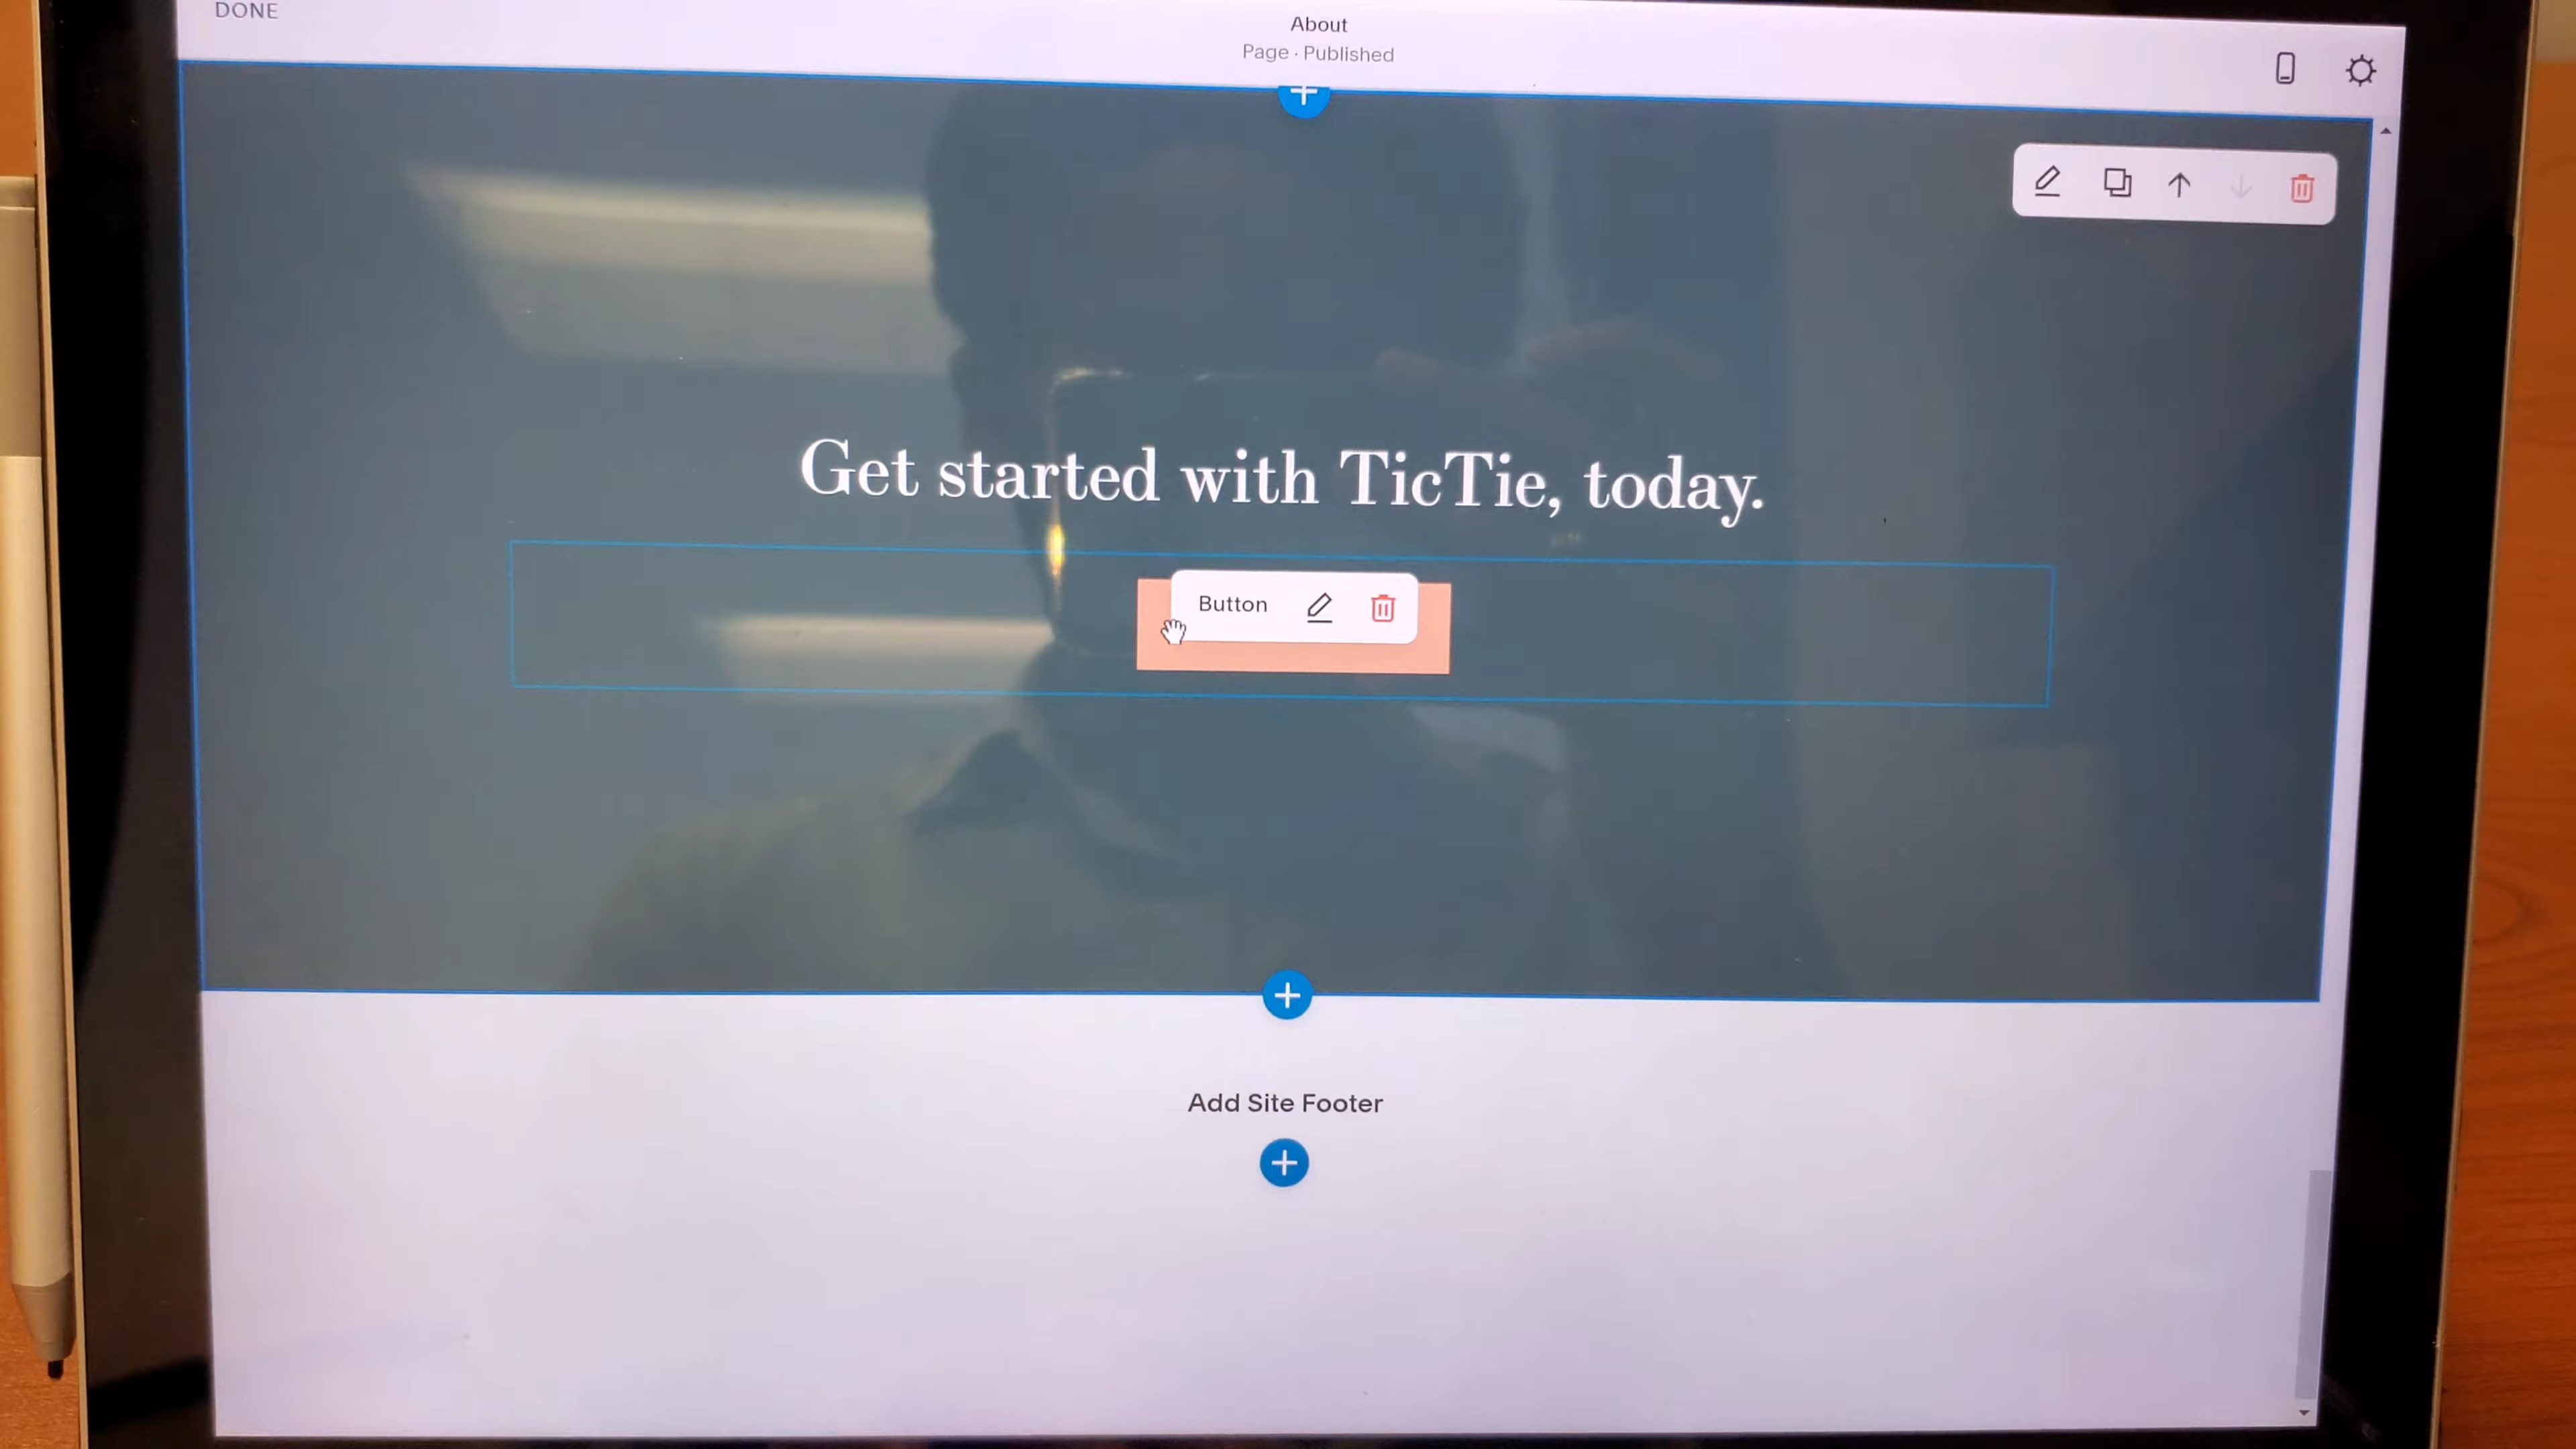 DONE
About
Page · Published
Get started with TicTie, today.
Button
Add Site Footer